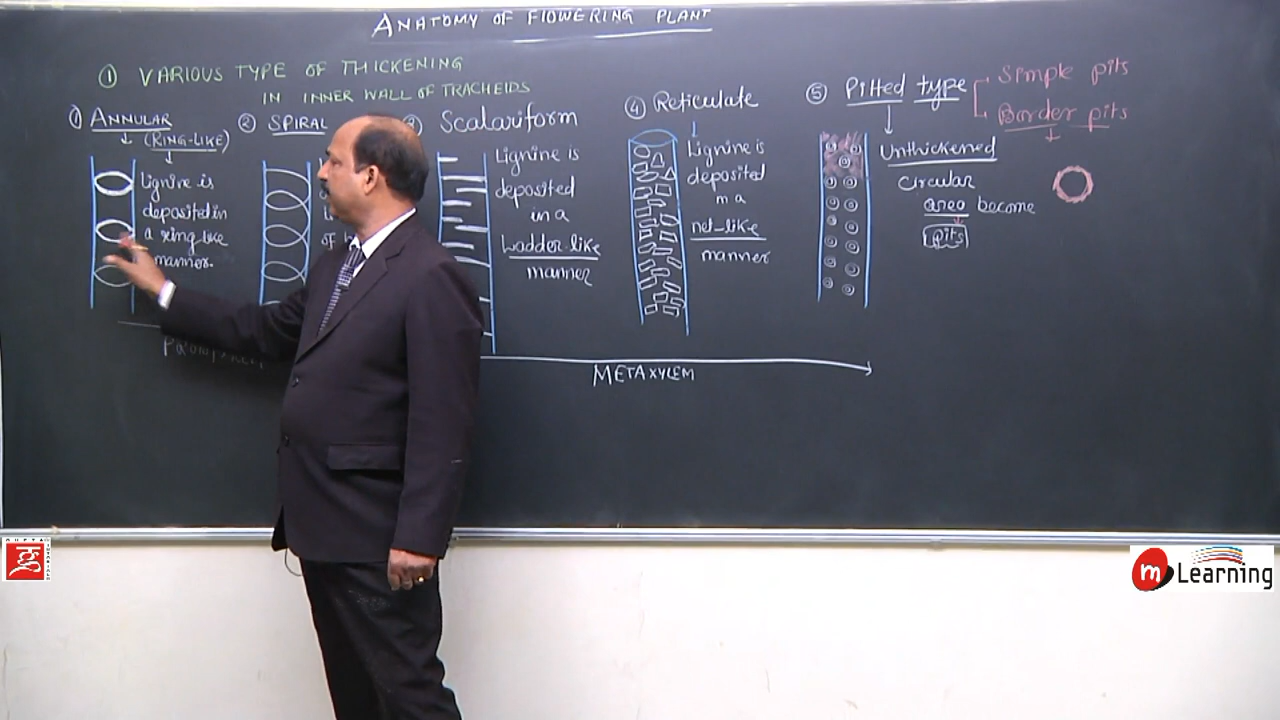 ANATOMY OF FlOWERING PLANT
① VARIOUS TYPE OF THICKENING
IN INNER WALL OF TRACHEIDS
① ANNULAR
(RING-LIKE)
Lignine is
deposited in
a ring like
manner.
② SPIRAL
Scalariform
Lignine is
deposited
in a
Ladder-like
manner
④ Reticulate
Lignine is
deposited
in a
net-like
manner
⑤ Pitted type
Simple pits
Border pits
Unthickened
circular
area become
pits
METAXYLEM
m Learning